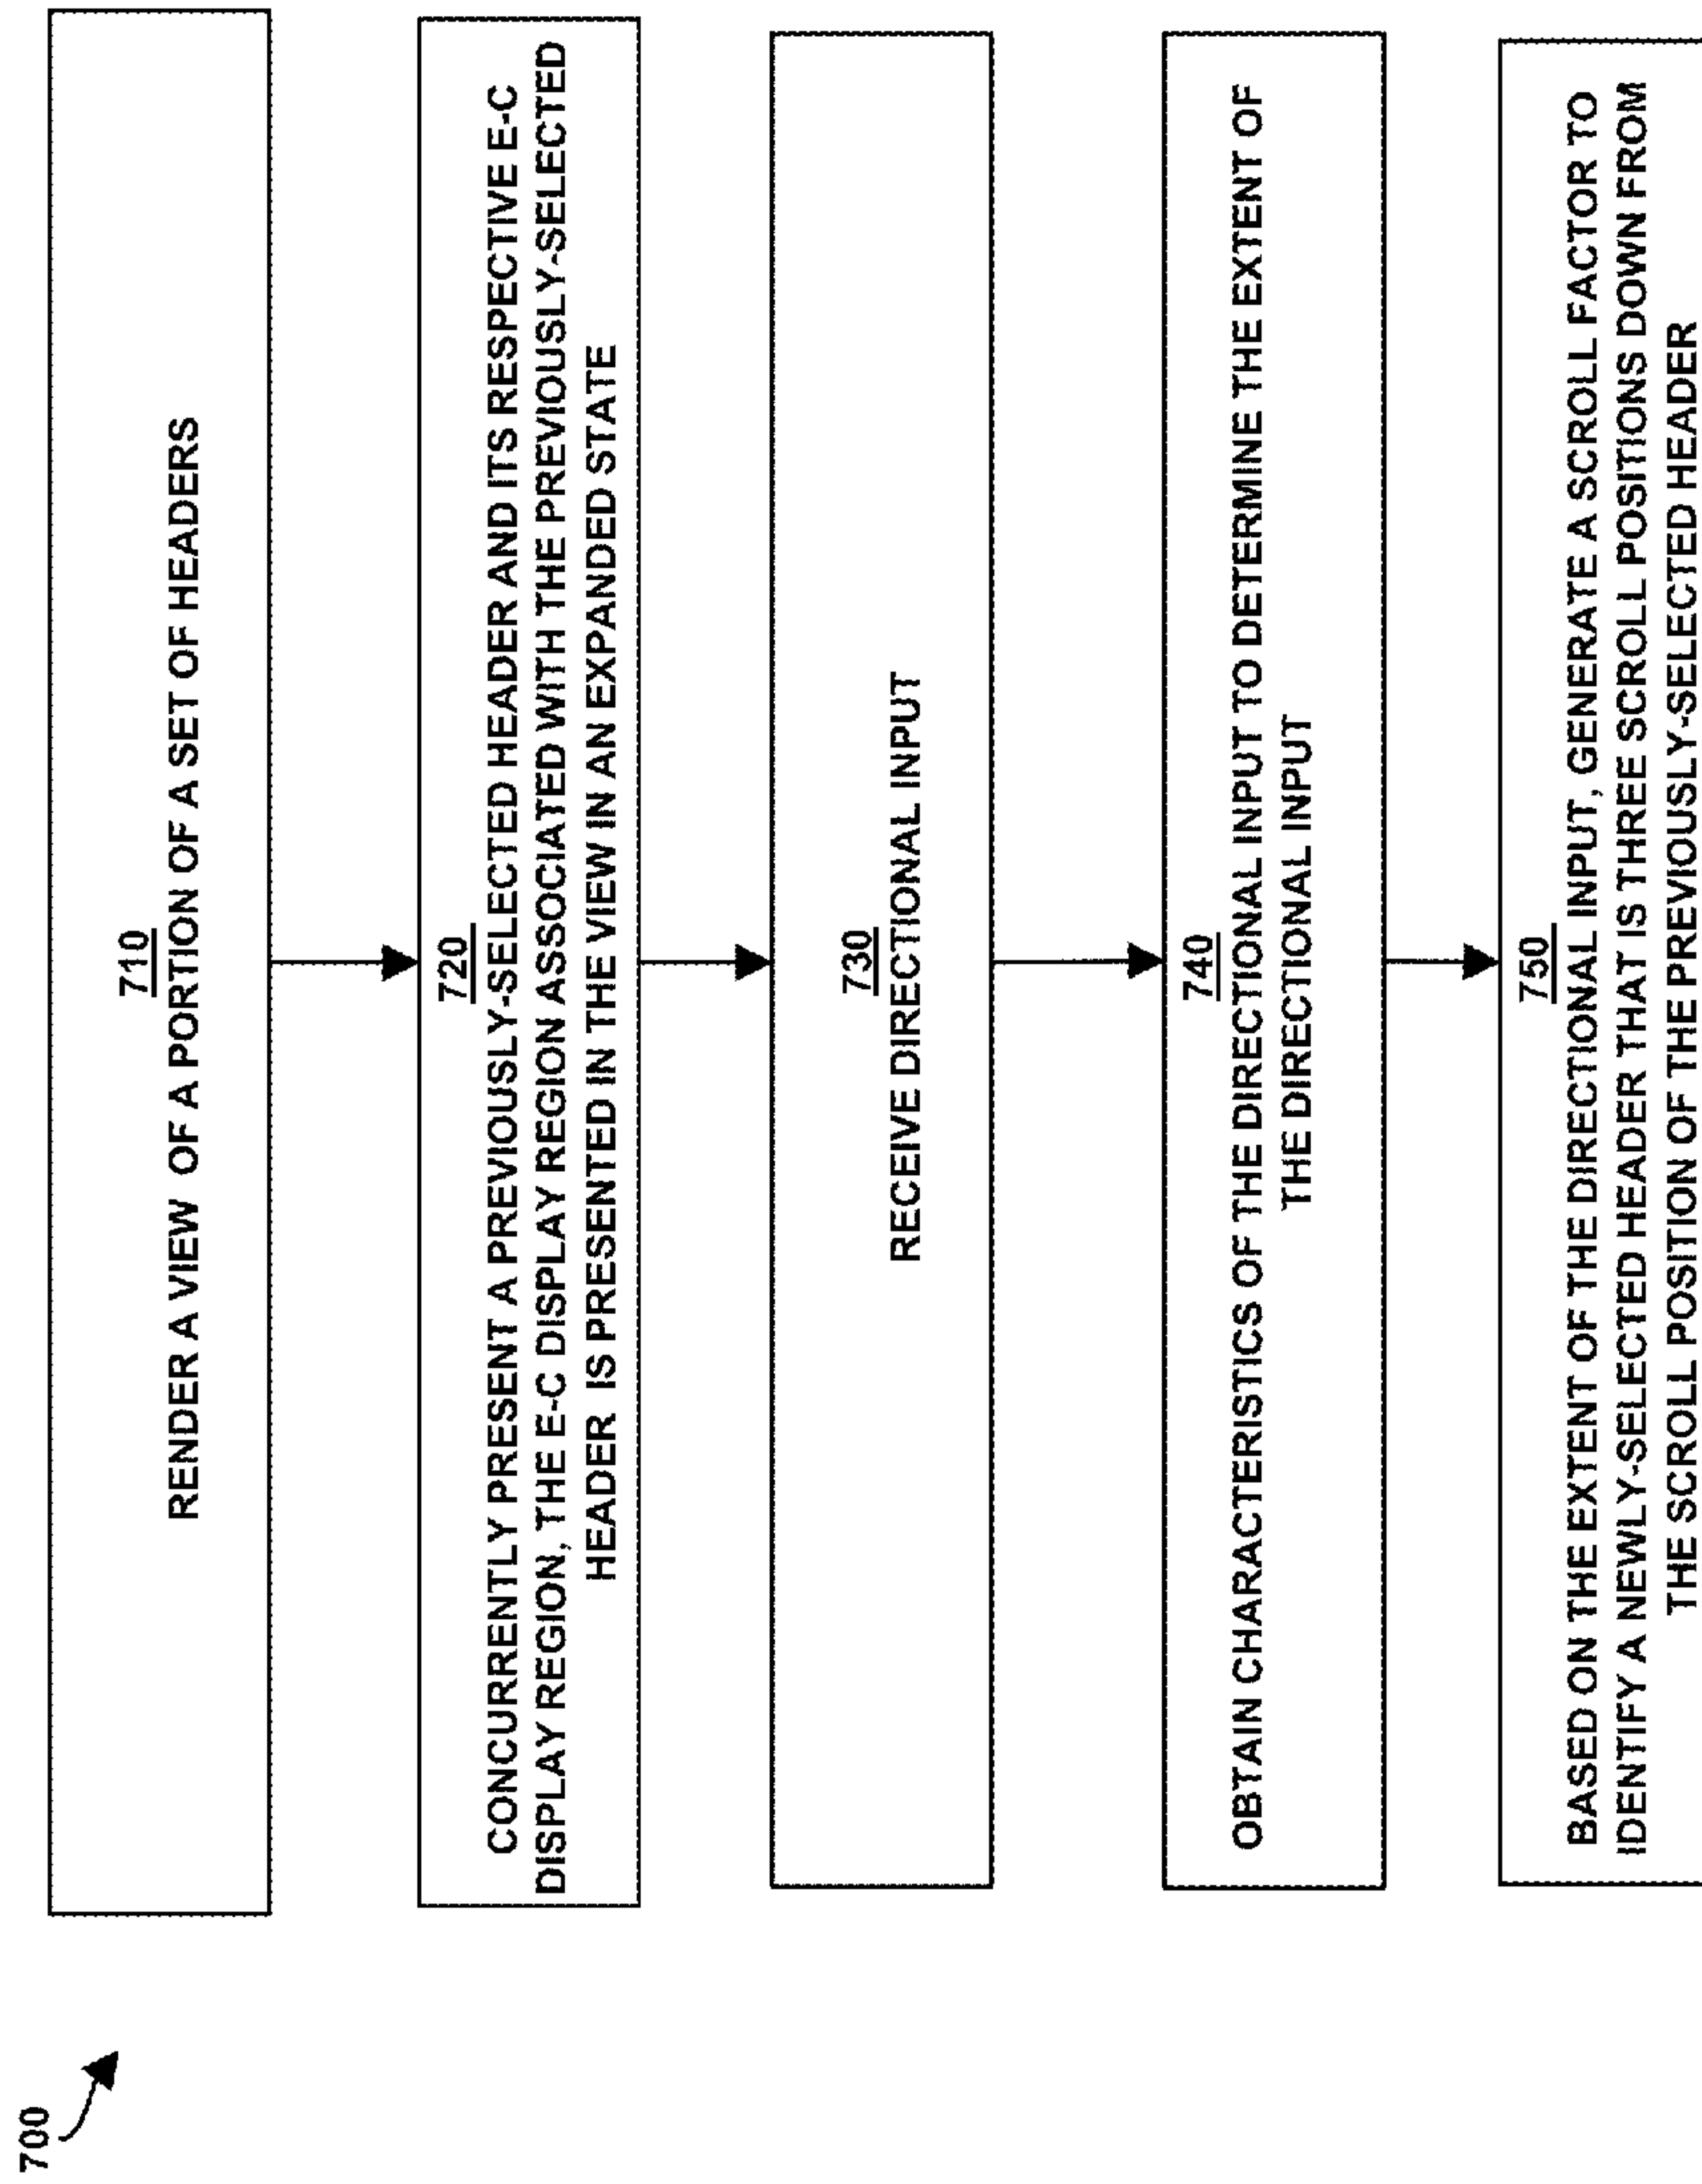 700
710
RENDER A VIEW OF A PORTION OF A SET OF HEADERS
720
CONCURRENTLY PRESENT A PREVIOUSLY-SELECTED HEADER AND ITS RESPECTIVE E-C
DISPLAY REGION, THE E-C DISPLAY REGION ASSOCIATED WITH THE PREVIOUSLY-SELECTED
HEADER IS PRESENTED IN THE VIEW IN AN EXPANDED STATE
730
RECEIVE DIRECTIONAL INPUT
740
OBTAIN CHARACTERISTICS OF THE DIRECTIONAL INPUT TO DETERMINE THE EXTENT OF
THE DIRECTIONAL INPUT
750
BASED ON THE EXTENT OF THE DIRECTIONAL INPUT, GENERATE A SCROLL FACTOR TO
IDENTIFY A NEWLY-SELECTED HEADER THAT IS THREE SCROLL POSITIONS DOWN FROM
THE SCROLL POSITION OF THE PREVIOUSLY-SELECTED HEADER